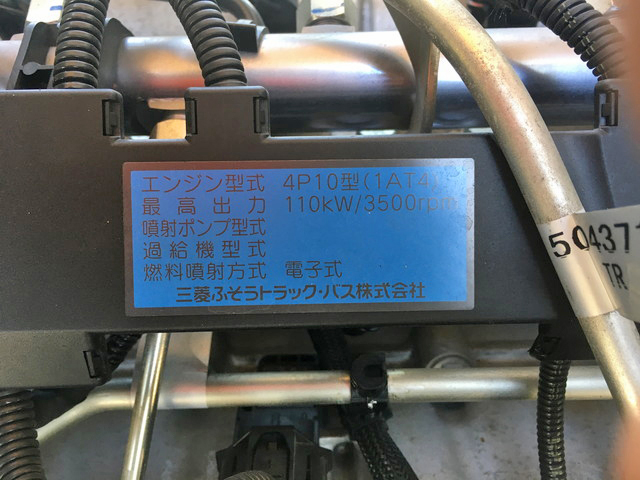 エンジン型式 4P10型(1AT4)
最高出力 110kW/3500rpm
噴射ポンプ型式
過給機型式
燃料噴射方式 電子式
三菱ふそうトラック・バス株式会社
504371
TR